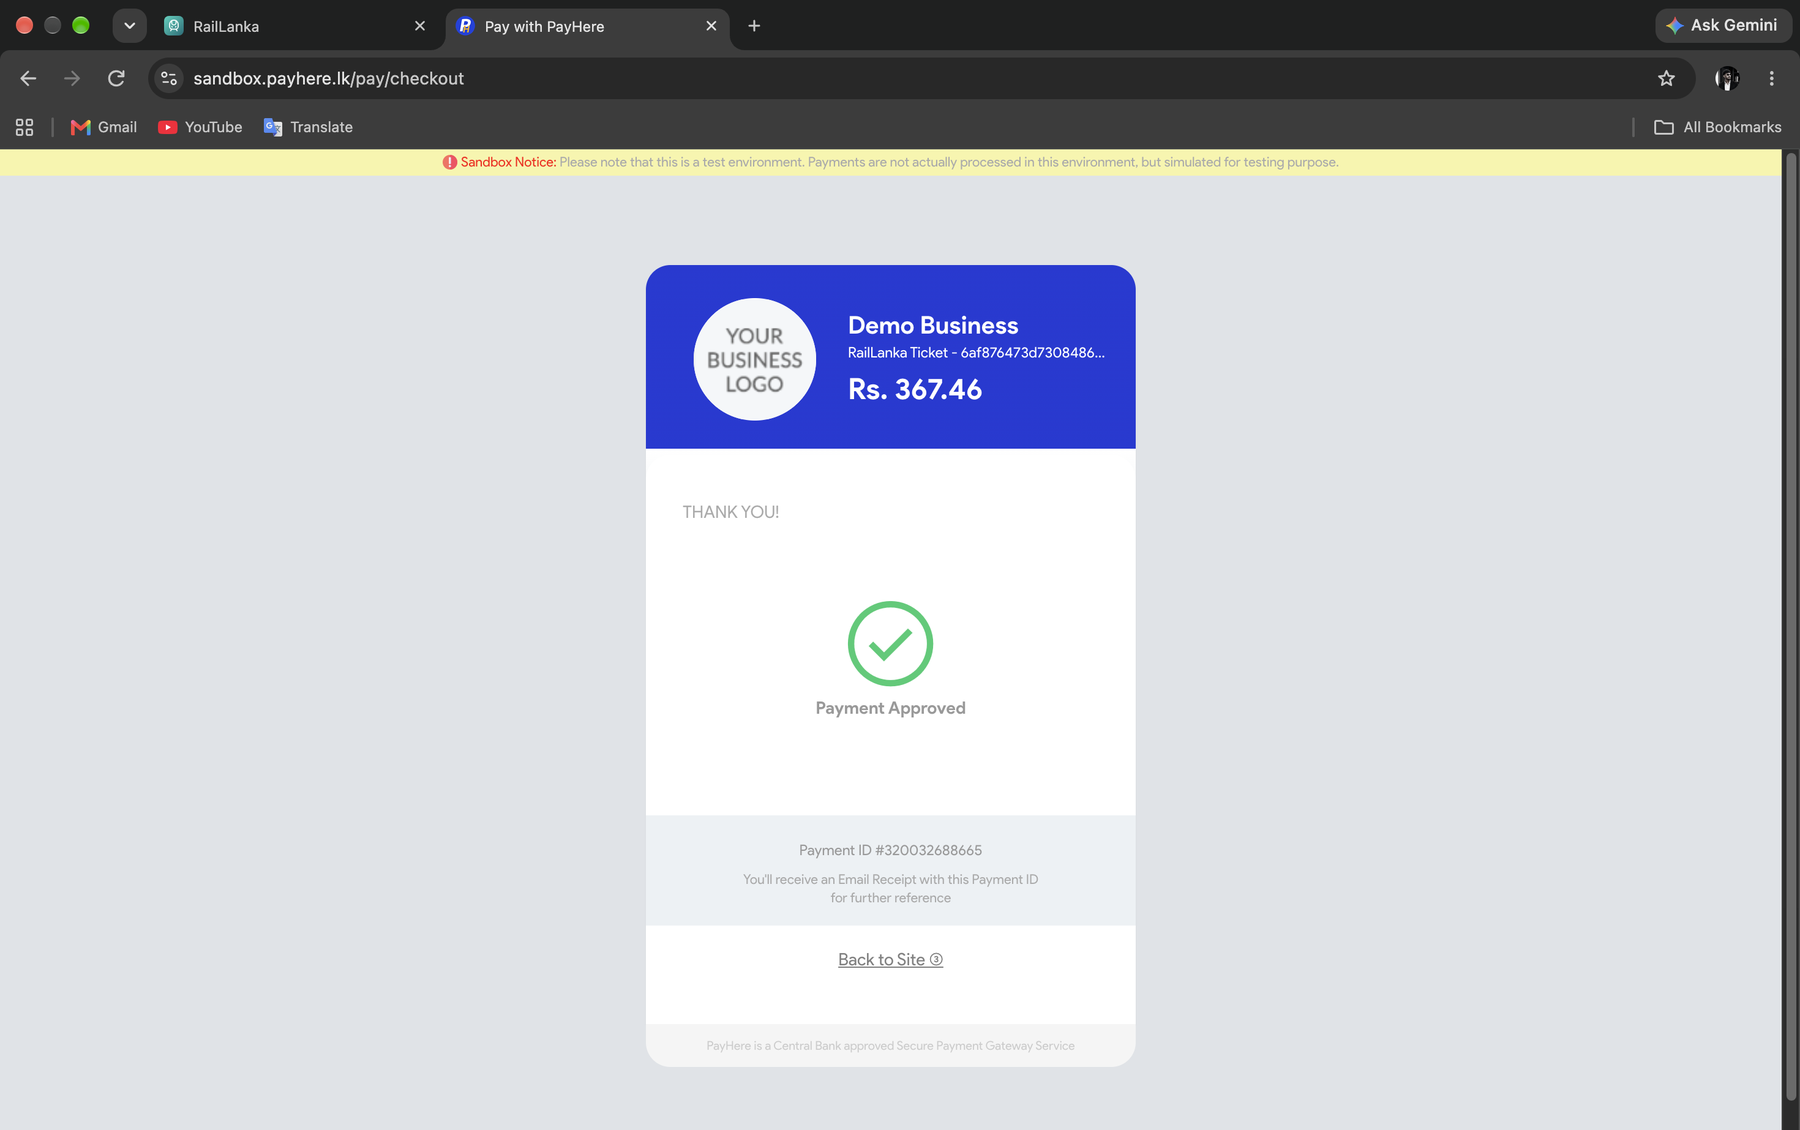 RailLanka
Pay with PayHere
Ask Gemini
sandbox.payhere.lk/pay/checkout
Gmail
YouTube
Translate
All Bookmarks
Sandbox Notice: Please note that this is a test environment. Payments are not actually processed in this environment, but simulated for testing purpose.
YOUR
BUSINESS
LOGO
Demo Business
RailLanka Ticket - 6af876473d7308486...
Rs. 367.46
THANK YOU!
Payment Approved
Payment ID #320032688665
You'll receive an Email Receipt with this Payment ID
for further reference
Back to Site ③
PayHere is a Central Bank approved Secure Payment Gateway Service